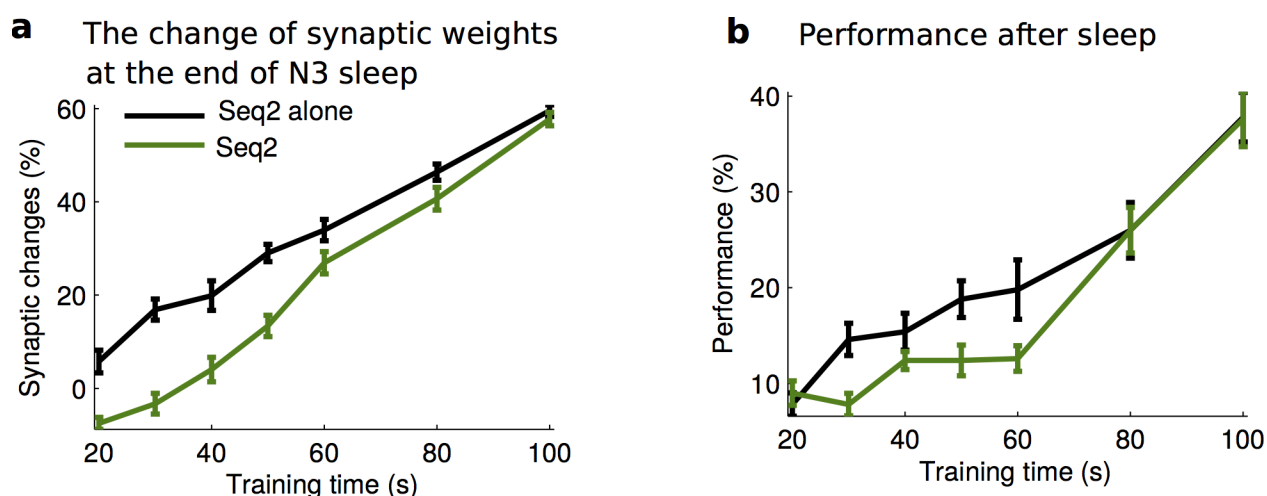 a The change of synaptic weights
at the end of N3 sleep
60
40
20
0
Synaptic changes (%)
Seq2 alone
Seq2
20 40 60 80 100
Training time (s)
b Performance after sleep
40
30
20
10
Performance (%)
20 40 60 80 100
Training time (s)